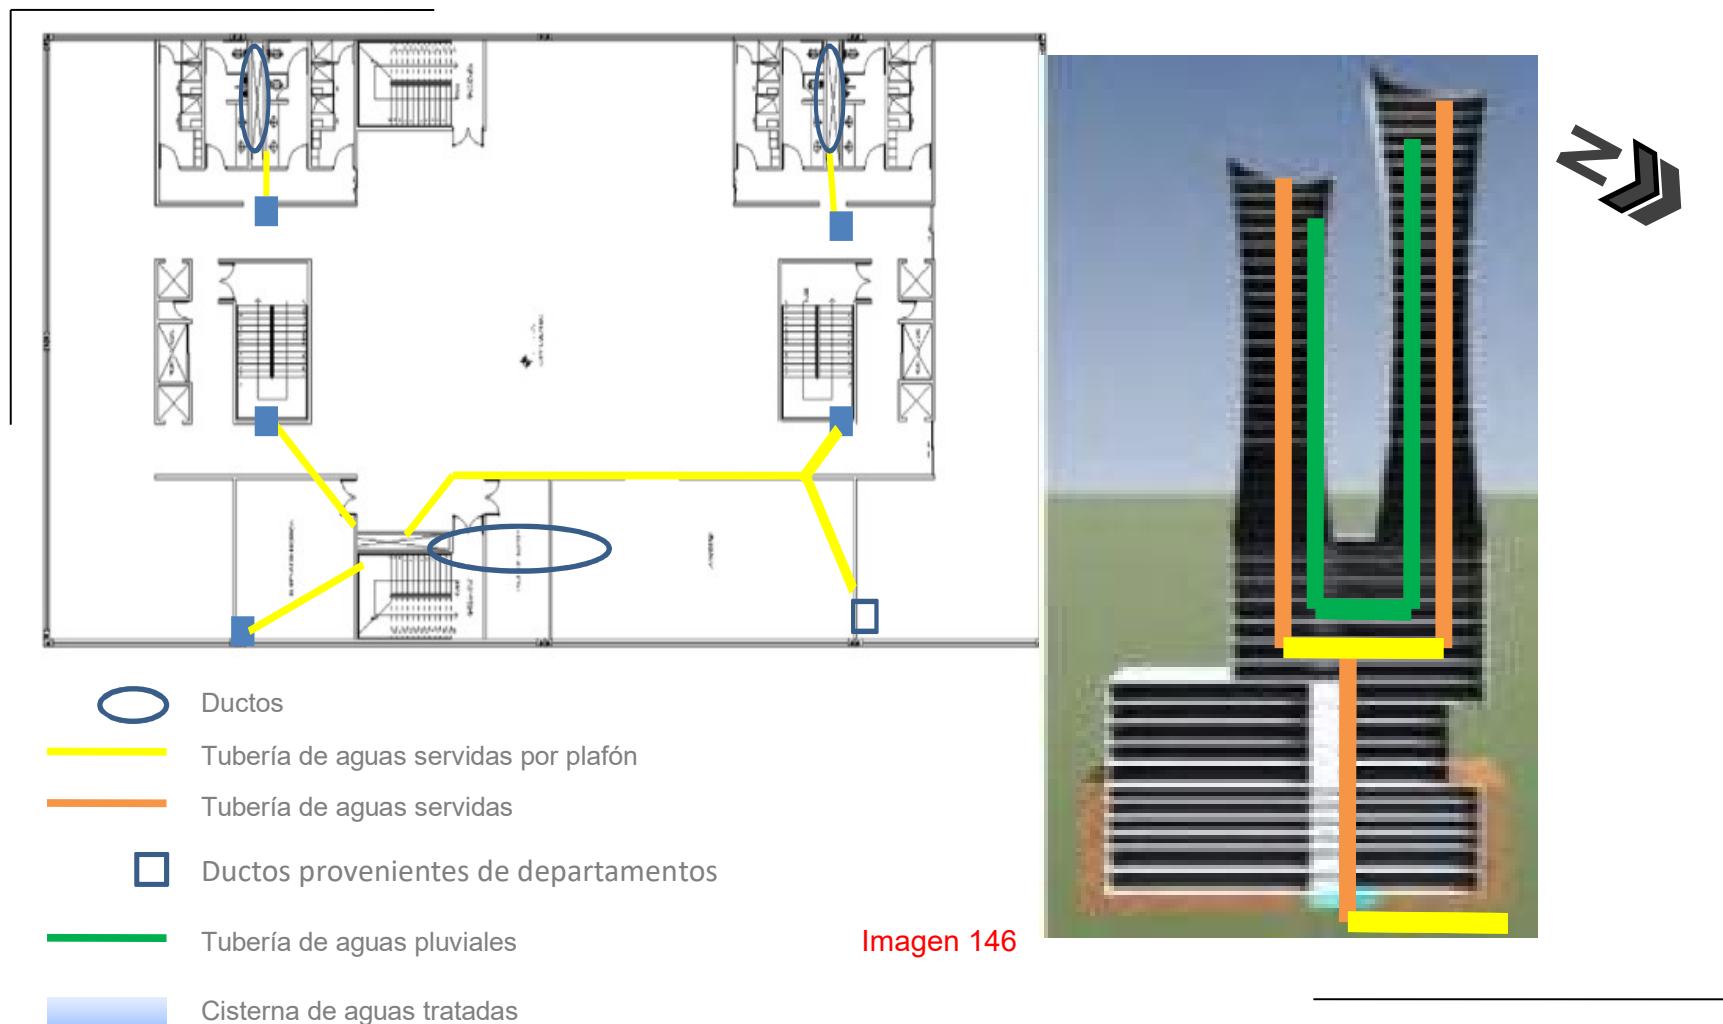 N
Ductos
Tubería de aguas servidas por plafón
Tubería de aguas servidas
Ductos provenientes de departamentos
Tubería de aguas pluviales
Imagen 146
Cisterna de aguas tratadas